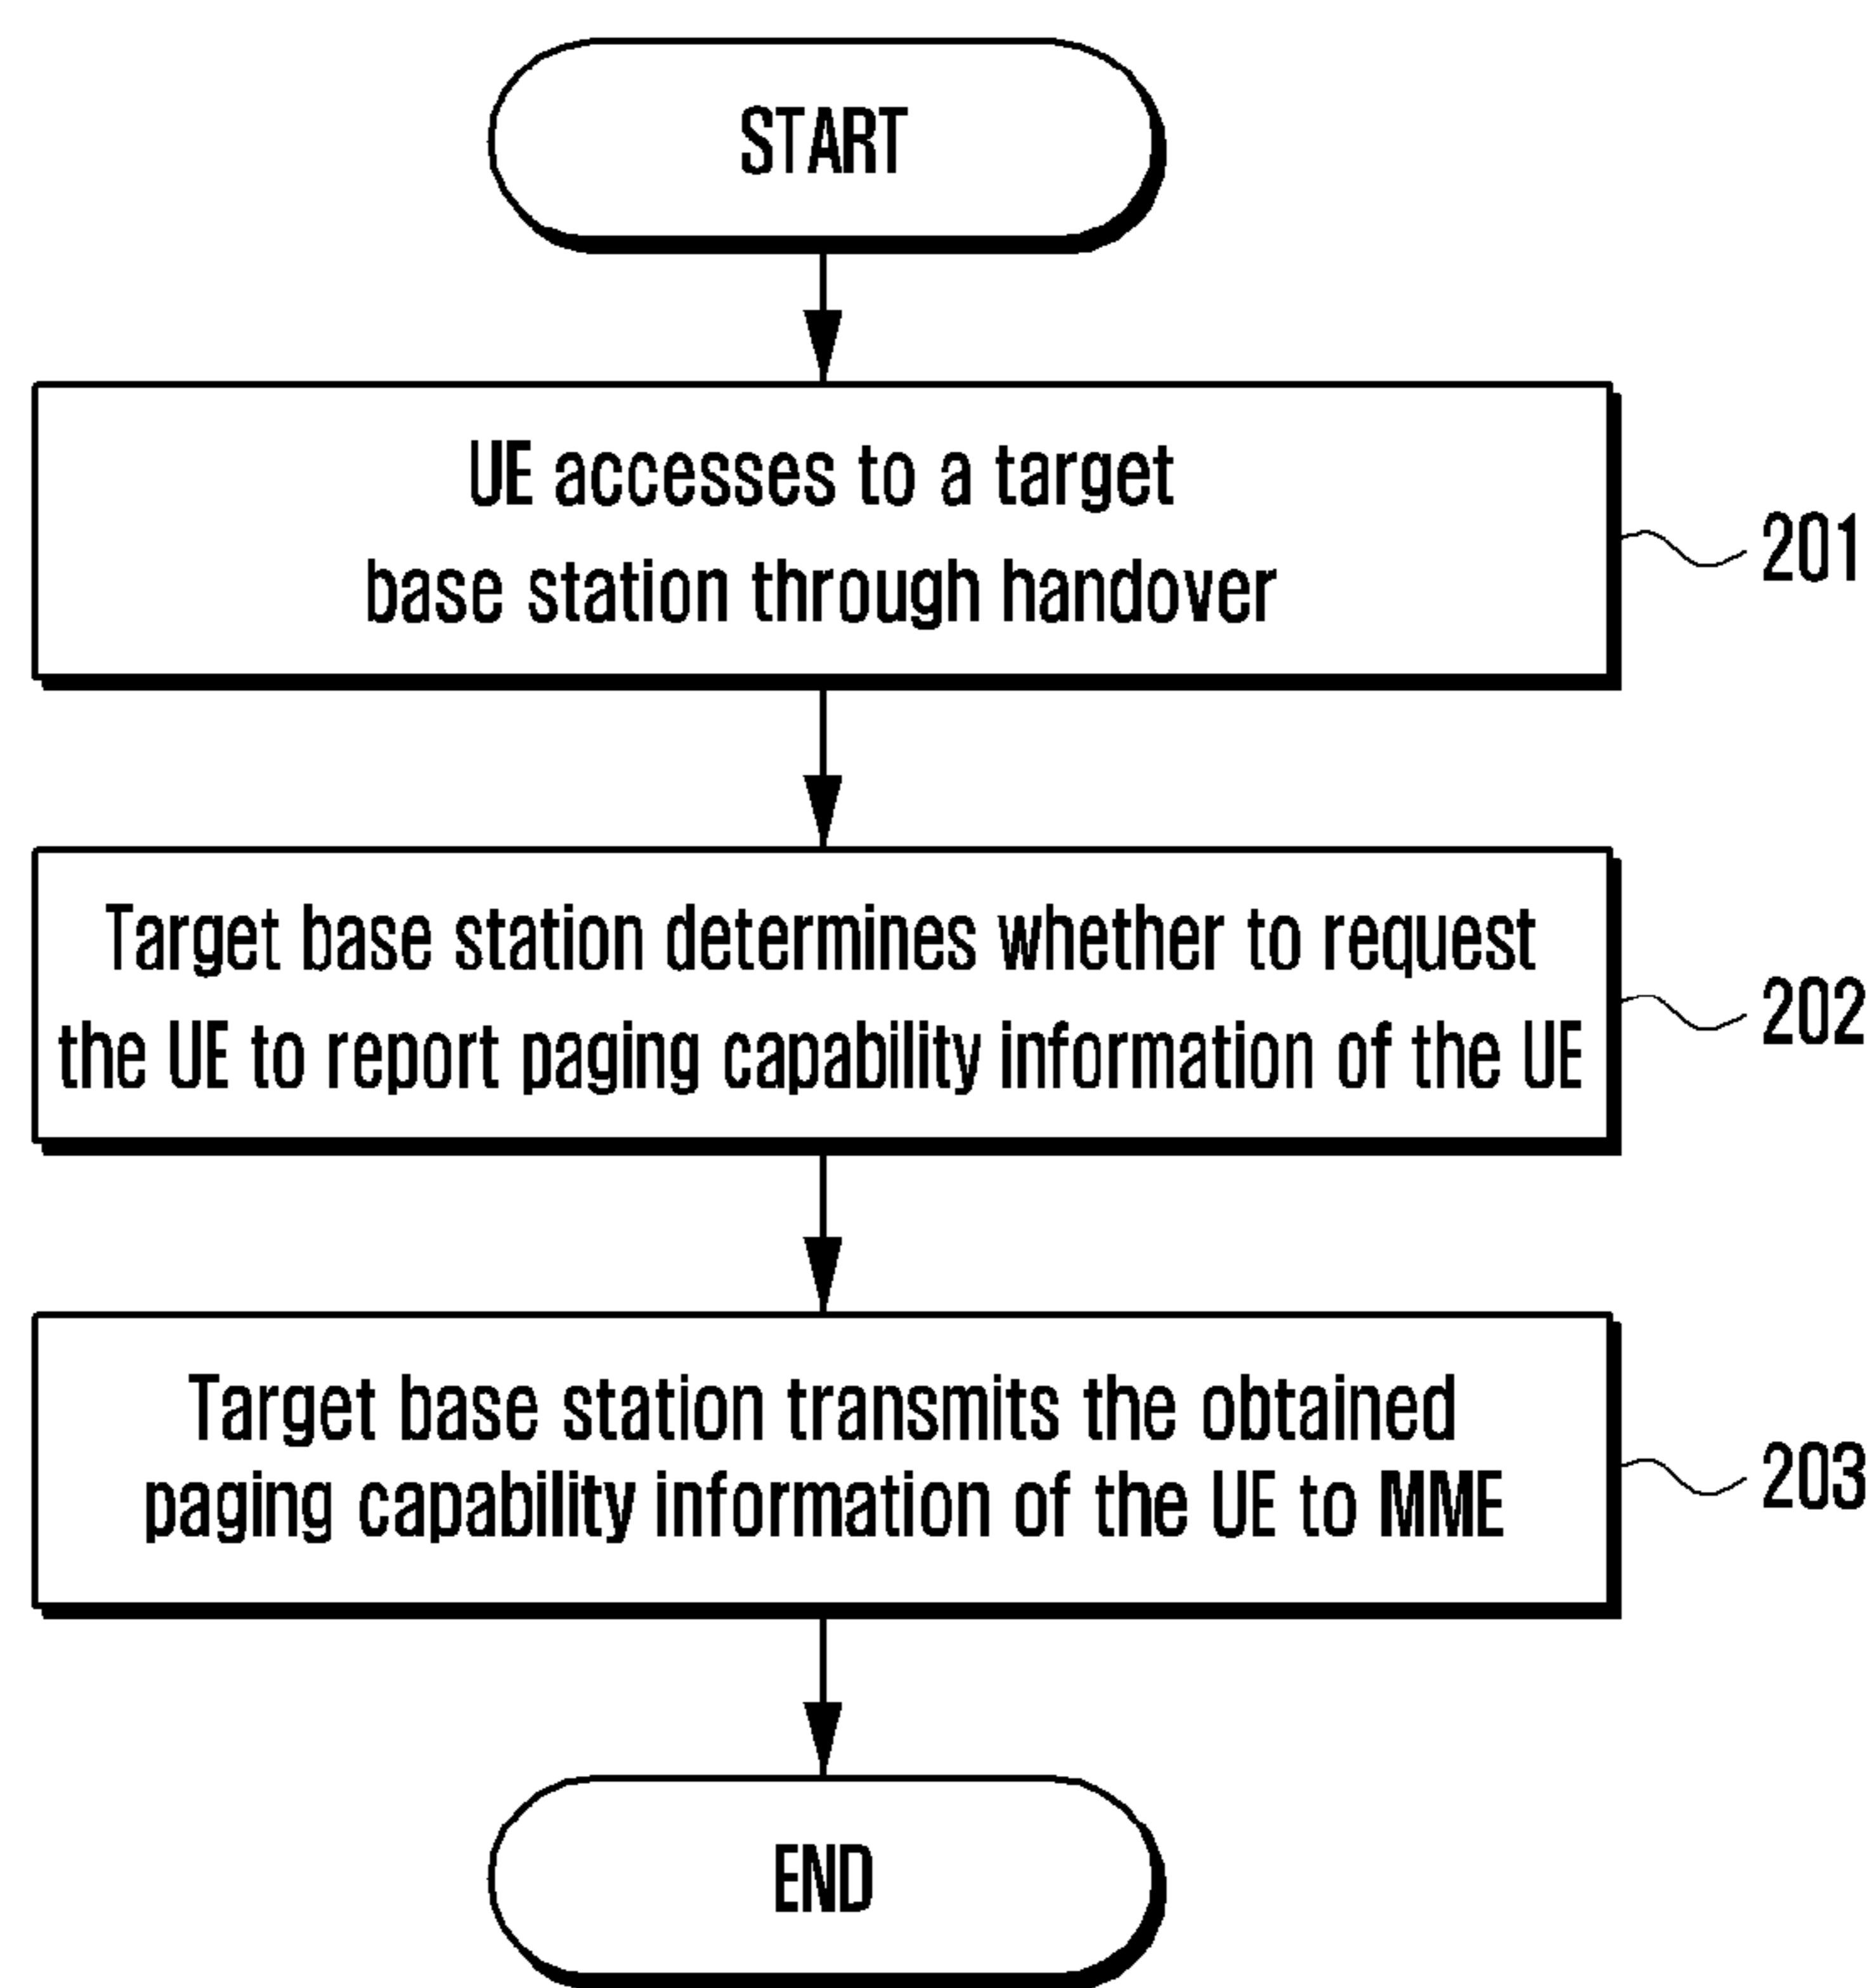 START
UE accesses to a target
base station through handover
201
Target base station determines whether to request
the UE to report paging capability information of the UE
202
Target base station transmits the obtained
paging capability information of the UE to MME
203
END